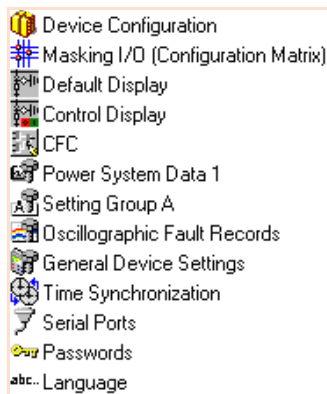 Device Configuration
Masking I/O (Configuration Matrix)
Default Display
Control Display
CFC
Power System Data 1
Setting Group A
Oscillographic Fault Records
General Device Settings
Time Synchronization
Serial Ports
Passwords
abc.. Language